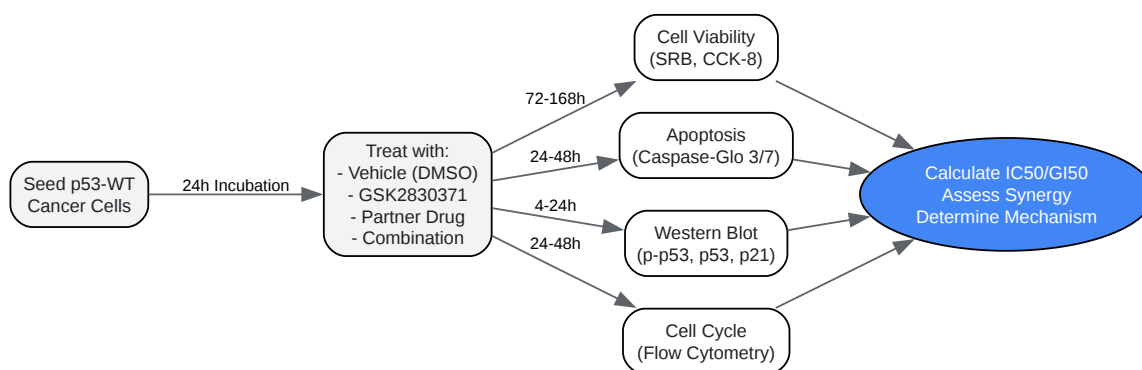 Seed p53-WT
Cancer Cells
24h Incubation
Treat with:
- Vehicle (DMSO)
- GSK2830371
- Partner Drug
- Combination
72-168h
24-48h
4-24h
24-48h
Cell Viability
(SRB, CCK-8)
Apoptosis
(Caspase-Glo 3/7)
Western Blot
(p-p53, p53, p21)
Cell Cycle
(Flow Cytometry)
Calculate IC50/GI50
Assess Synergy
Determine Mechanism